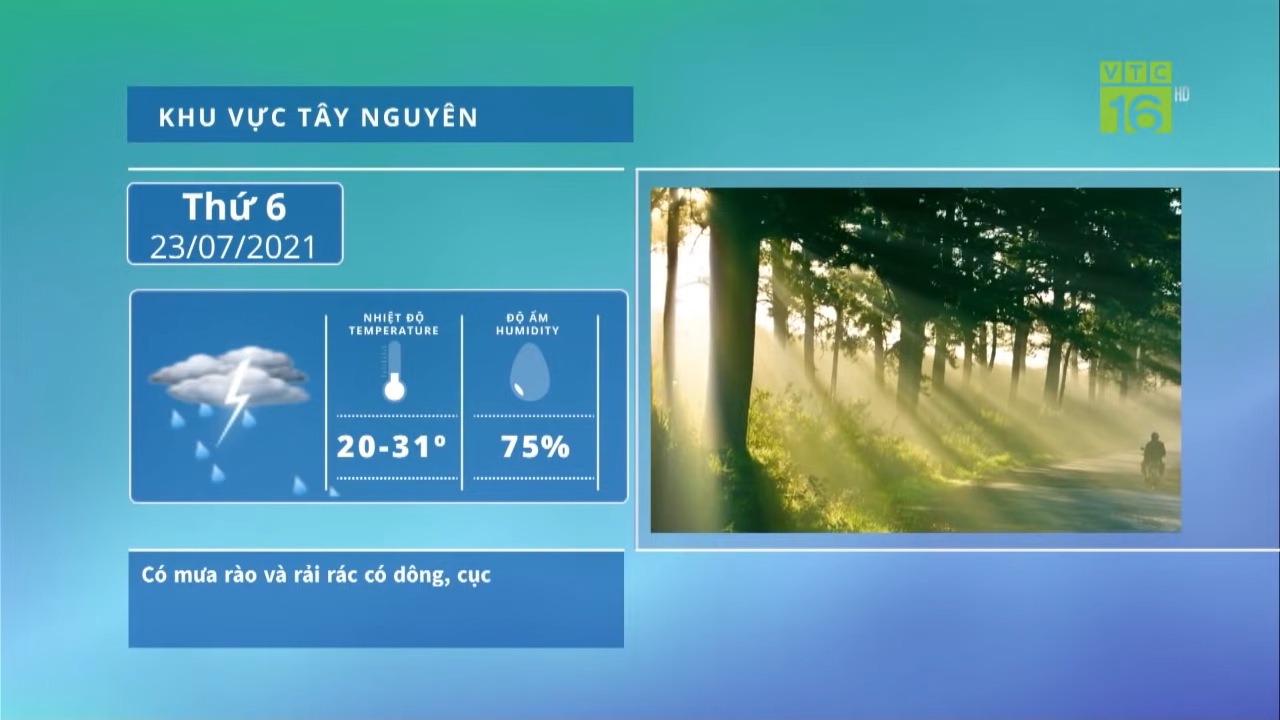 VTC
16 HD
KHU VỰC TÂY NGUYÊN
Thứ 6
23/07/2021
NHIỆT ĐỘ
TEMPERATURE
20-31º
ĐỘ ẨM
HUMIDITY
75%
Có mưa rào và rải rác có dông, cục